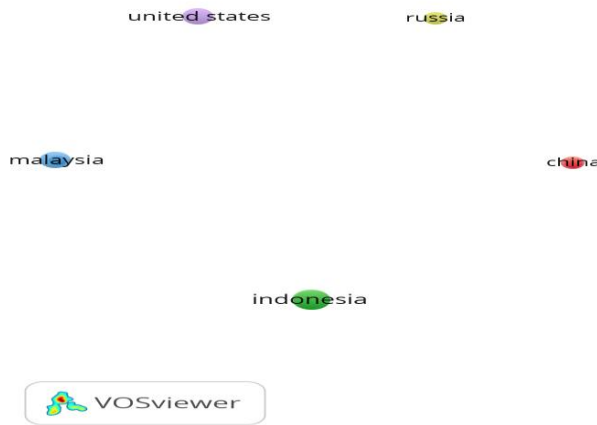 united states
russia
malaysia
china
indonesia
VOSviewer